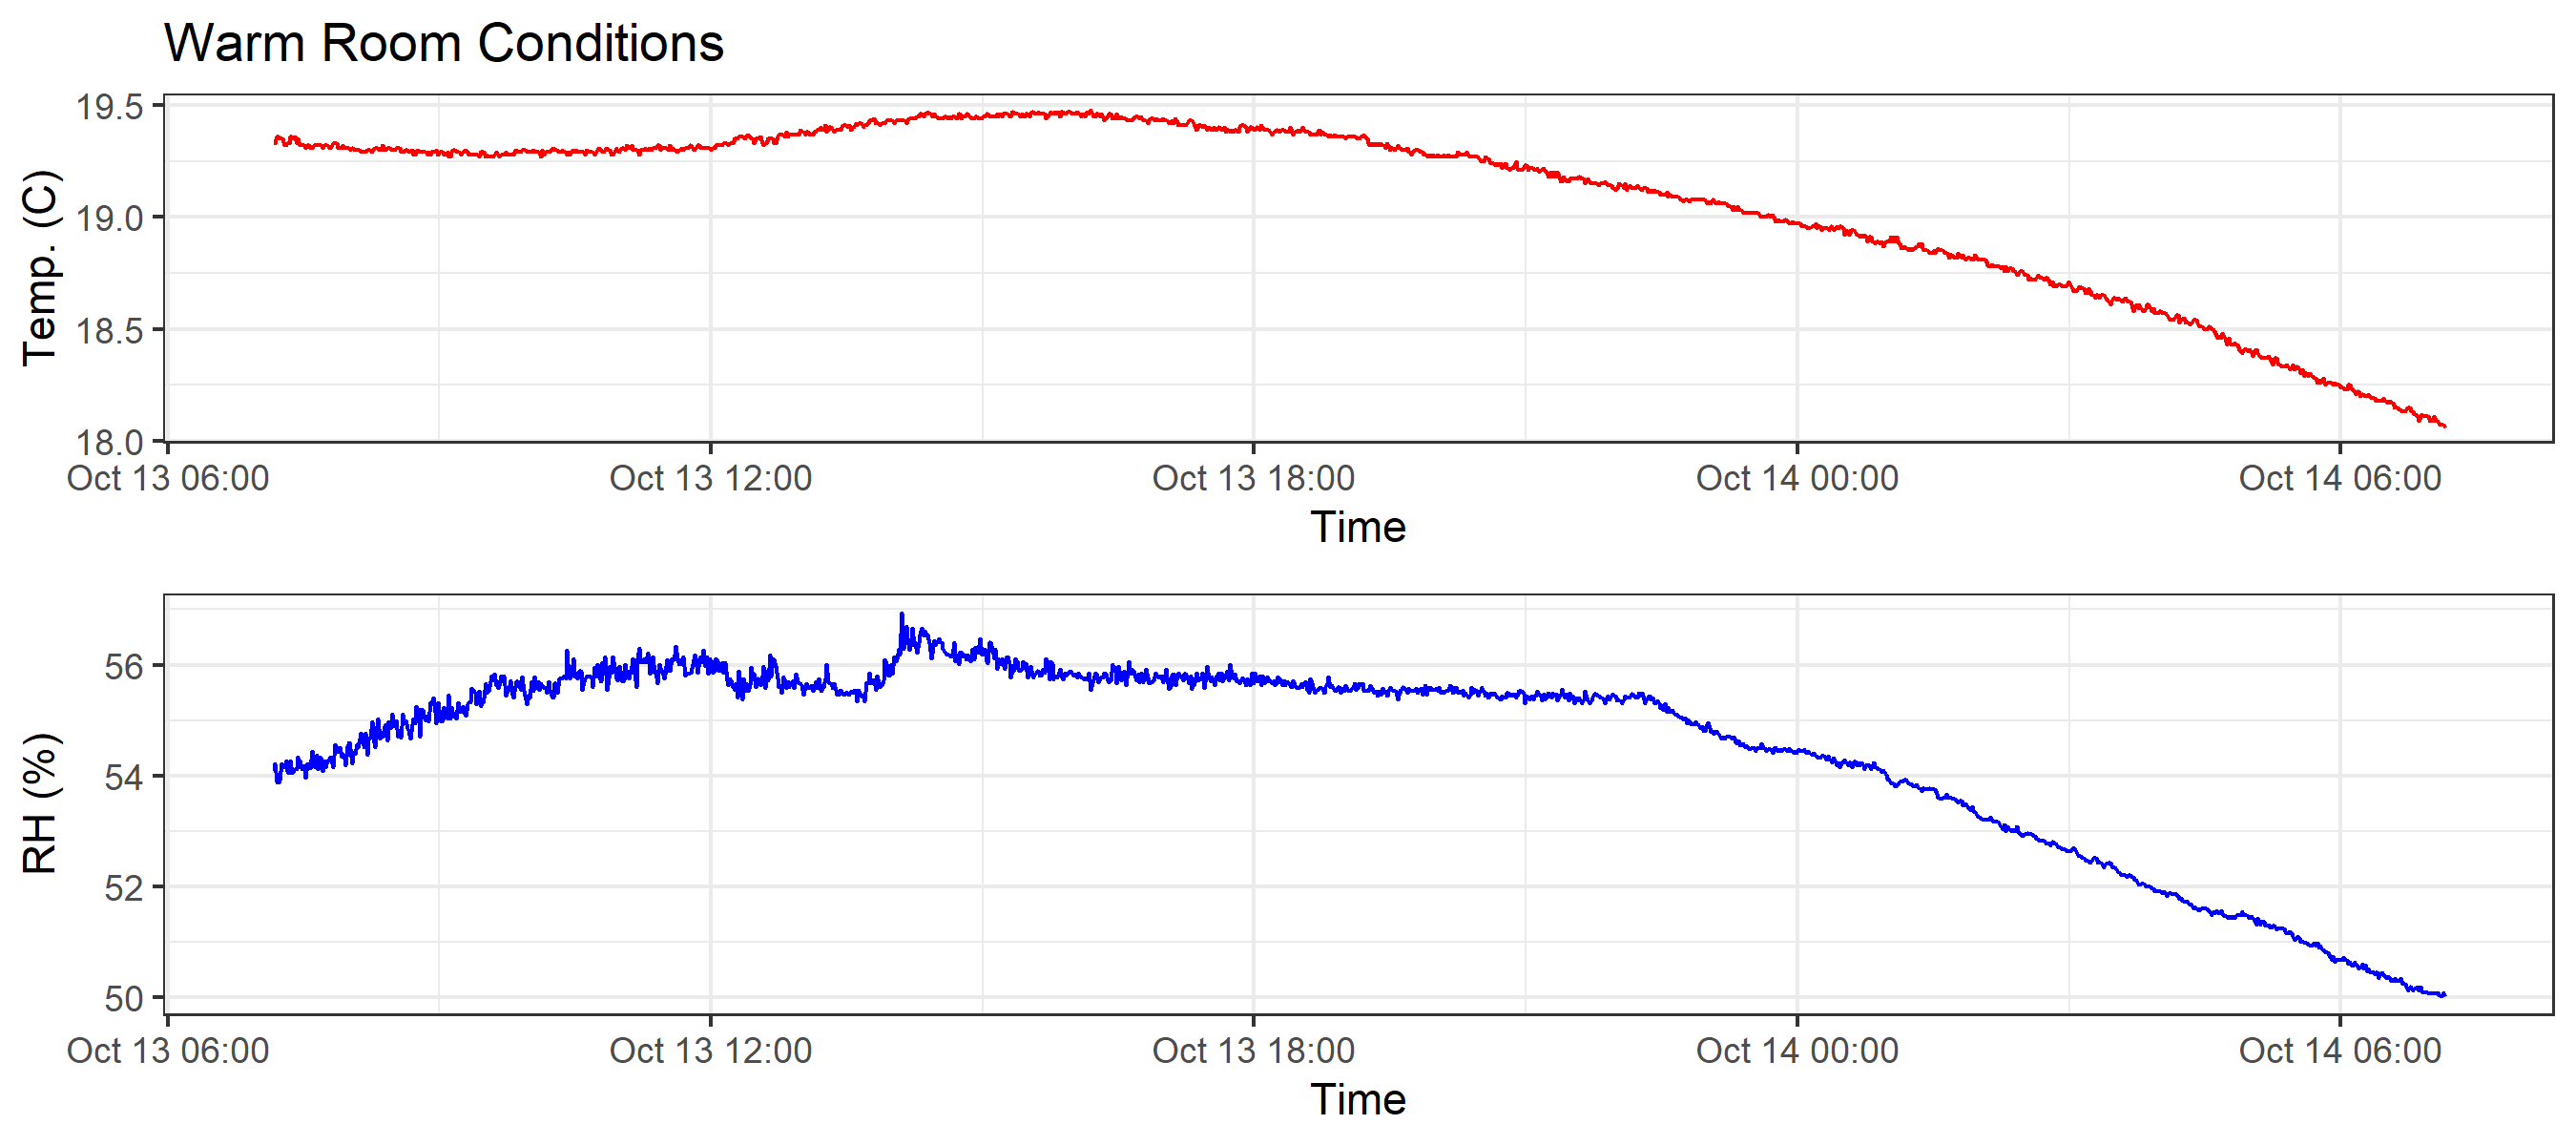 Warm Room Conditions
Temp. (C)
19.5
19.0
18.5
18.0
Oct 13 06:00 Oct 13 12:00 Oct 13 18:00 Oct 14 00:00 Oct 14 06:00
Time
RH (%)
56
54
52
50
Oct 13 06:00 Oct 13 12:00 Oct 13 18:00 Oct 14 00:00 Oct 14 06:00
Time